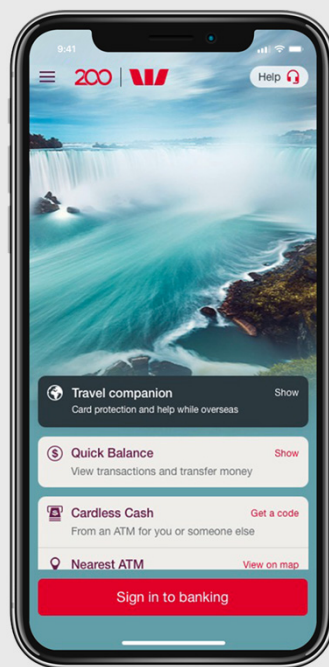 9:41
200
Help
Travel companion
Show
Card protection and help while overseas
Quick Balance
Show
View transactions and transfer money
Cardless Cash
Get a code
From an ATM for you or someone else
Nearest ATM
View on map
Sign in to banking